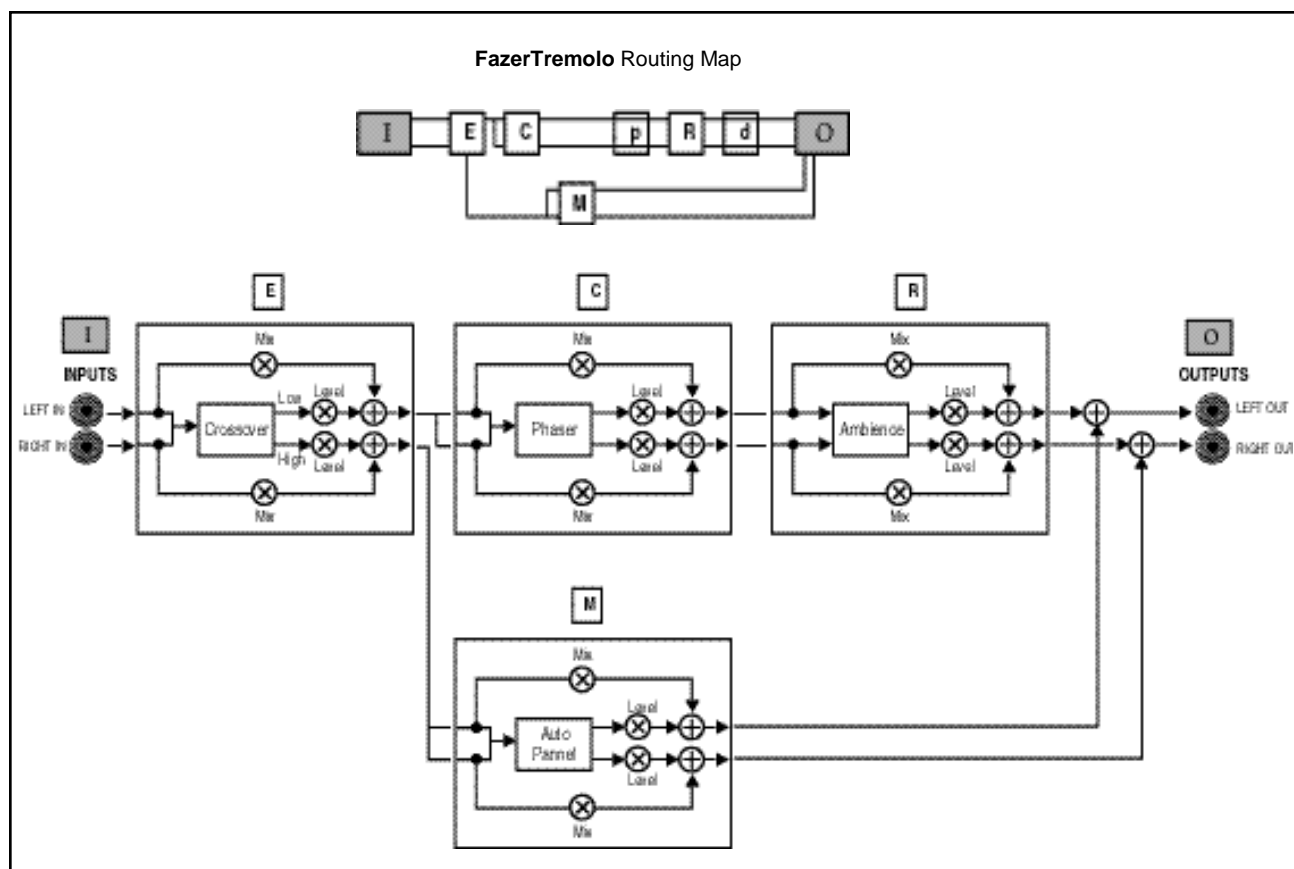 FazerTremolo Routing Map
I E C p R d O
M
E C R
I O
INPUTS OUTPUTS
Mix Mix Mix
LEFT IN Low Level Level Level LEFT OUT
Crossover Phaser Ambience
RIGHT IN High Level Level Level RIGHT OUT
Mix Mix Mix
M
Mix
Level
Auto
Pannel
Level
Mix